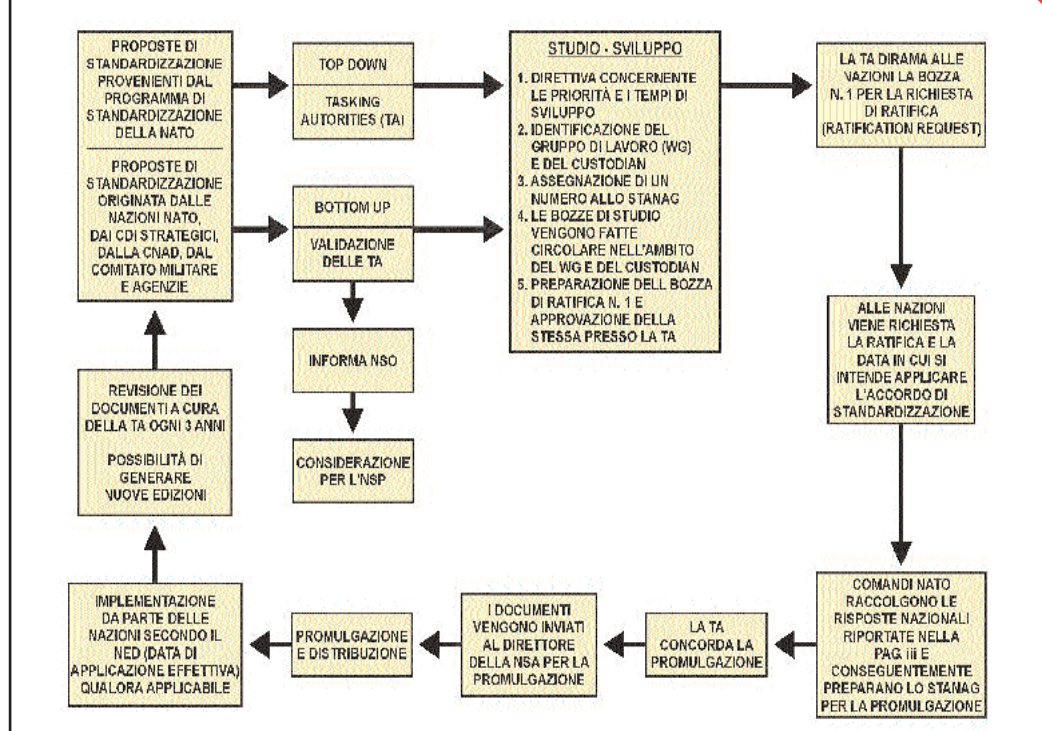 PROPOSTE DI
STANDARDIZZAZIONE
PROVENIENTI DAL
PROGRAMMA DI
STANDARDIZZAZIONE
DELLA NATO
PROPOSTE DI
STANDARDIZZAZIONE
ORIGINATA DALLE
NAZIONI NATO,
DAI CDI STRATEGICI,
DALLA CNAD, DAL
COMITATO MILITARE
E AGENZIE
TOP DOWN
TASKING
AUTORITIES (TA)
BOTTOM UP
VALIDAZIONE
DELLE TA
INFORMA NSO
CONSIDERAZIONE
PER L'NSP
STUDIO - SVILUPPO
1. DIRETTIVA CONCERNENTE
LE PRIORITÀ E I TEMPI DI
SVILUPPO
2. IDENTIFICAZIONE DEL
GRUPPO DI LAVORO (WG)
E DEL CUSTODIAN
3. ASSEGNAZIONE DI UN
NUMERO ALLO STANAG
4. LE BOZZE DI STUDIO
VENGONO FATTE
CIRCOLARE NELL'AMBITO
DEL WG E DEL CUSTODIAN
5. PREPARAZIONE DELL BOZZA
DI RATIFICA N. 1 E
APPROVAZIONE DELLA
STESSA PRESSO LA TA
LA TA DIRAMA ALLE
NAZIONI LA BOZZA
N. 1 PER LA RICHIESTA
DI RATIFICA
(RATIFICATION REQUEST)
ALLE NAZIONI
VIENE RICHIESTA
LA RATIFICA E LA
DATA IN CUI SI
INTENDE APPLICARE
L'ACCORDO DI
STANDARDIZZAZIONE
COMANDI NATO
RACCOLGONO LE
RISPOSTE NAZIONALI
RIPORTATE NELLA
PAG. iii E
CONSEGUENTEMENTE
PREPARANO LO STANAG
PER LA PROMULGAZIONE
LA TA
CONCORDA LA
PROMULGAZIONE
I DOCUMENTI
VENGONO INVIATI
AL DIRETTORE
DELLA NSA PER LA
PROMULGAZIONE
PROMULGAZIONE
E DISTRIBUZIONE
IMPLEMENTAZIONE
DA PARTE DELLE
NAZIONI SECONDO IL
NED (DATA DI
APPLICAZIONE EFFETTIVA)
QUALORA APPLICABILE
REVISIONE DEI
DOCUMENTI A CURA
DELLA TA OGNI 3 ANNI
POSSIBILITÀ DI
GENERARE
NUOVE EDIZIONI